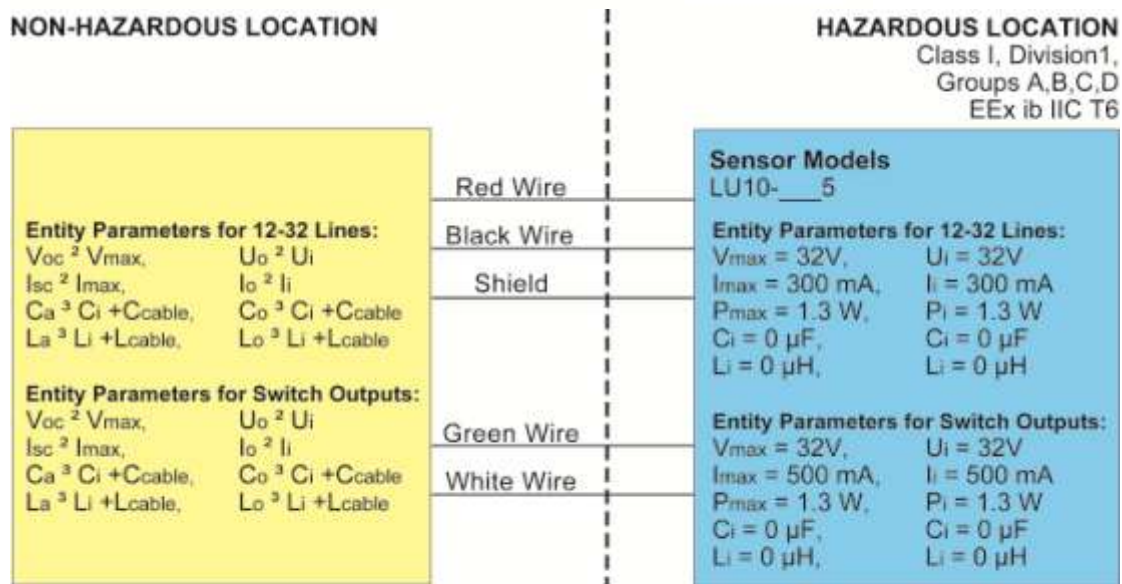 NON-HAZARDOUS LOCATION
HAZARDOUS LOCATION
Class I, Division1,
Groups A,B,C,D
EEx ib IIC T6
Red Wire
Black Wire
Shield
Green Wire
White Wire
Entity Parameters for 12-32 Lines:
Voc ² Vmax, Uo ² Ui
Isc ² Imax, Io ² Ii
Ca ³ Ci +Ccable, Co ³ Ci +Ccable
La ³ Li +Lcable, Lo ³ Li +Lcable
Entity Parameters for Switch Outputs:
Voc ² Vmax, Uo ² Ui
Isc ² Imax, Io ² Ii
Ca ³ Ci +Ccable, Co ³ Ci +Ccable
La ³ Li +Lcable, Lo ³ Li +Lcable
Sensor Models
LU10-___5
Entity Parameters for 12-32 Lines:
Vmax = 32V, Ui = 32V
Imax = 300 mA, Ii = 300 mA
Pmax = 1.3 W, Pi = 1.3 W
Ci = 0 µF, Ci = 0 µF
Li = 0 µH, Li = 0 µH
Entity Parameters for Switch Outputs:
Vmax = 32V, Ui = 32V
Imax = 500 mA, Ii = 500 mA
Pmax = 1.3 W, Pi = 1.3 W
Ci = 0 µF, Ci = 0 µF
Li = 0 µH, Li = 0 µH